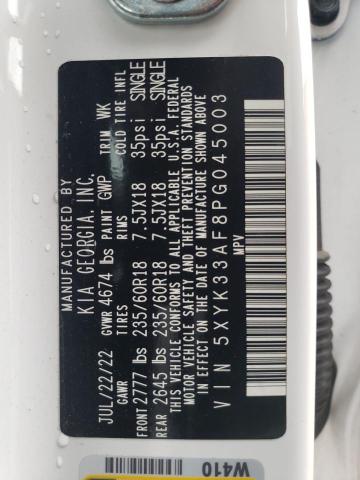 MANUFACTURED BY
KIA GEORGIA, INC.
JUL/22/22 GVWR 4674 lbs PAINT GWP TRIM WK
GAWR TIRES RIMS COLD TIRE INFL
FRONT 2777 lbs 235/60R18 7.5JX18 35psi SINGLE
REAR 2645 lbs 235/60R18 7.5JX18 35psi SINGLE
THIS VEHICLE CONFORMS TO ALL APPLICABLE U.S.A. FEDERAL
MOTOR VEHICLE SAFETY AND THEFT PREVENTION STANDARDS
IN EFFECT ON THE DATE OF MANUFACTURE SHOWN ABOVE
VIN 5XYK33AF8PG045003
MPV
W410